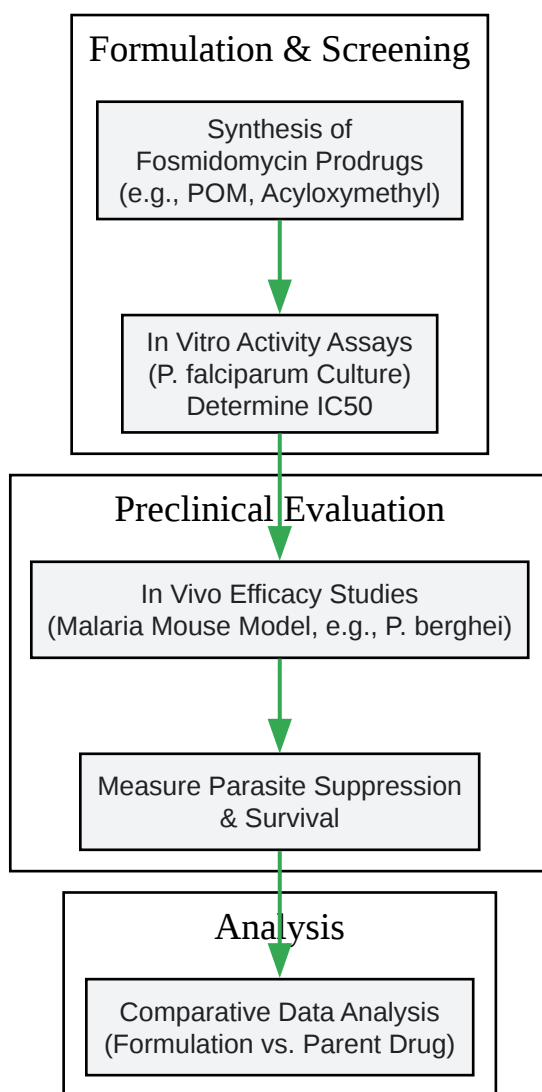 Formulation & Screening
Synthesis of
Fosmidomycin Prodrugs
(e.g., POM, Acyloxymethyl)
In Vitro Activity Assays
(P. falciparum Culture)
Determine IC50
Preclinical Evaluation
In Vivo Efficacy Studies
(Malaria Mouse Model, e.g., P. berghei)
Measure Parasite Suppression
& Survival
Analysis
Comparative Data Analysis
(Formulation vs. Parent Drug)